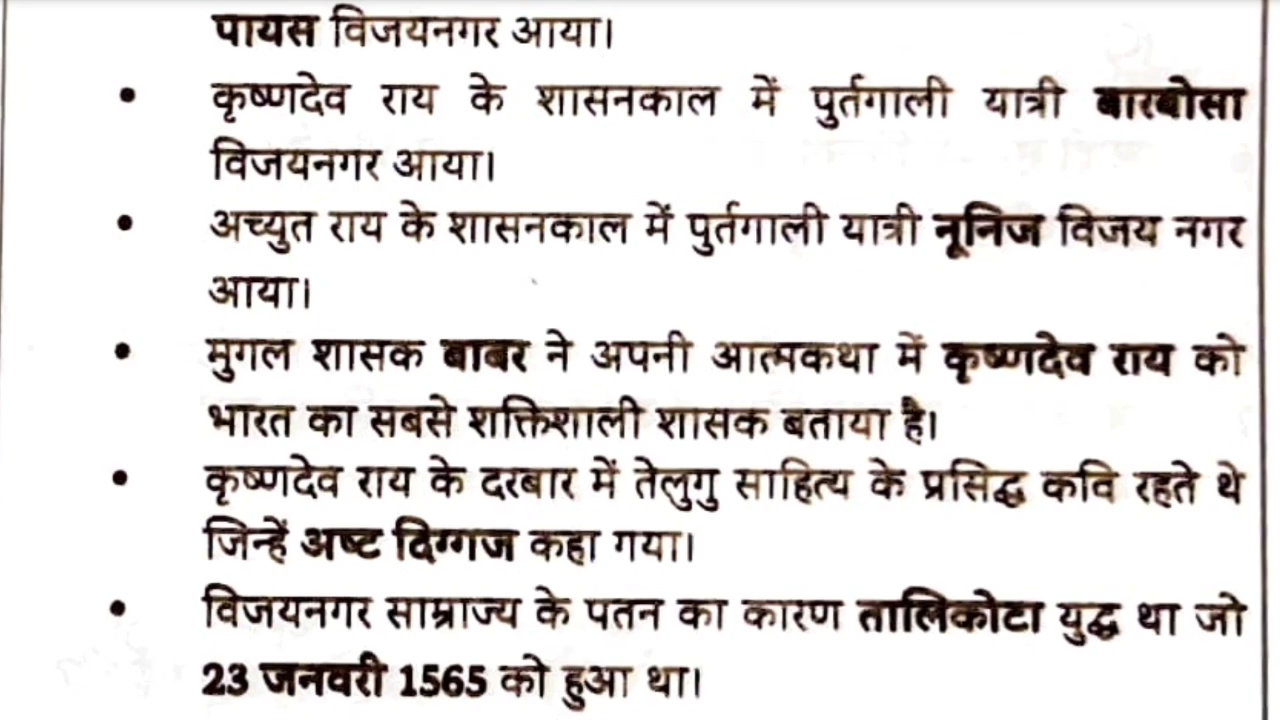 पायस विजयनगर आया।
• कृष्णदेव राय के शासनकाल में पुर्तगाली यात्री बारबोसा
विजयनगर आया।
• अच्युत राय के शासनकाल में पुर्तगाली यात्री नूनिज विजय नगर
आया।
• मुगल शासक बाबर ने अपनी आत्मकथा में कृष्णदेव राय को
भारत का सबसे शक्तिशाली शासक बताया है।
• कृष्णदेव राय के दरबार में तेलुगु साहित्य के प्रसिद्ध कवि रहते थे
जिन्हें अष्ट दिग्गज कहा गया।
• विजयनगर साम्राज्य के पतन का कारण तालिकोटा युद्ध था जो
23 जनवरी 1565 को हुआ था।